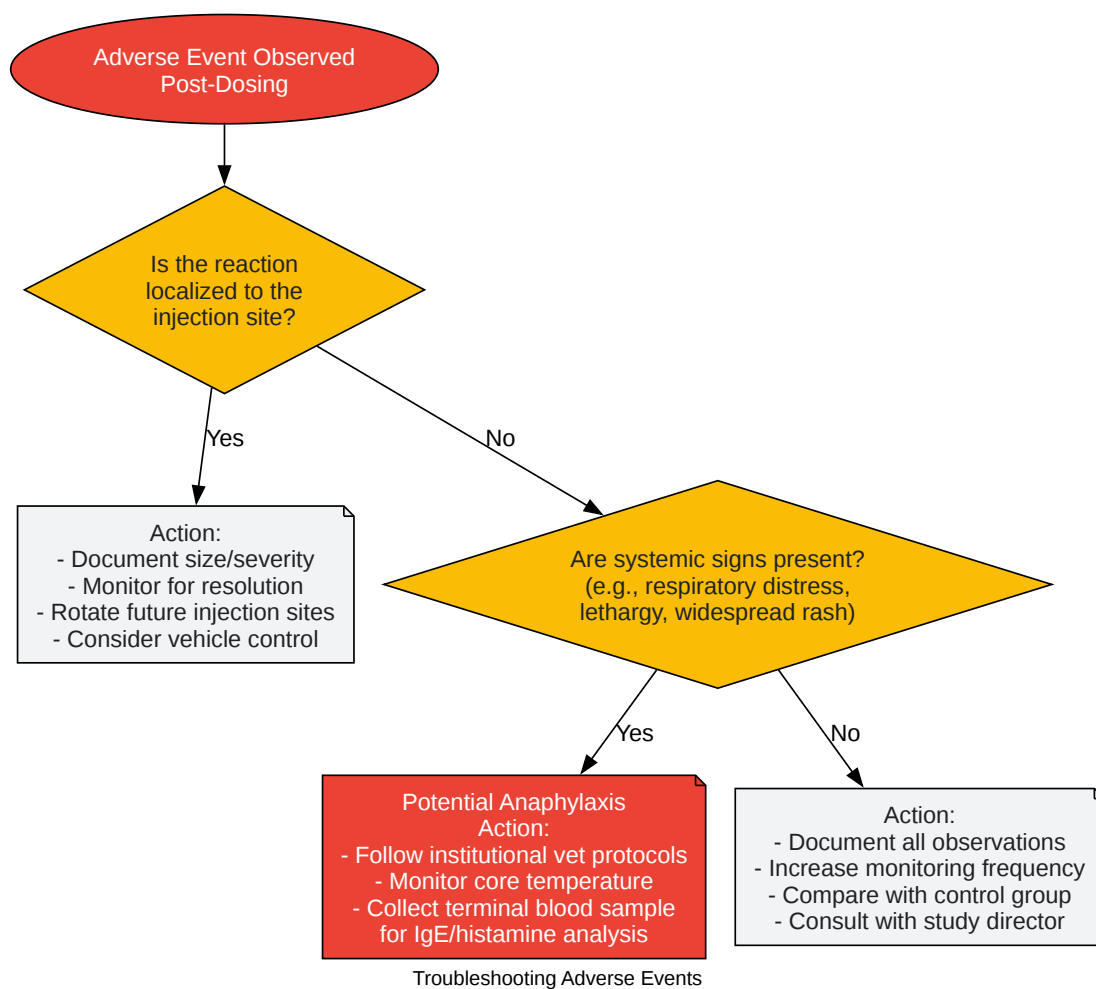 Adverse Event Observed
Post-Dosing
Is the reaction
localized to the
injection site?
Yes
No
Action:
- Document size/severity
- Monitor for resolution
- Rotate future injection sites
- Consider vehicle control
Are systemic signs present?
(e.g., respiratory distress,
lethargy, widespread rash)
Yes
No
Potential Anaphylaxis
Action:
- Follow institutional vet protocols
- Monitor core temperature
- Collect terminal blood sample
for IgE/histamine analysis
Action:
- Document all observations
- Increase monitoring frequency
- Compare with control group
- Consult with study director
Troubleshooting Adverse Events